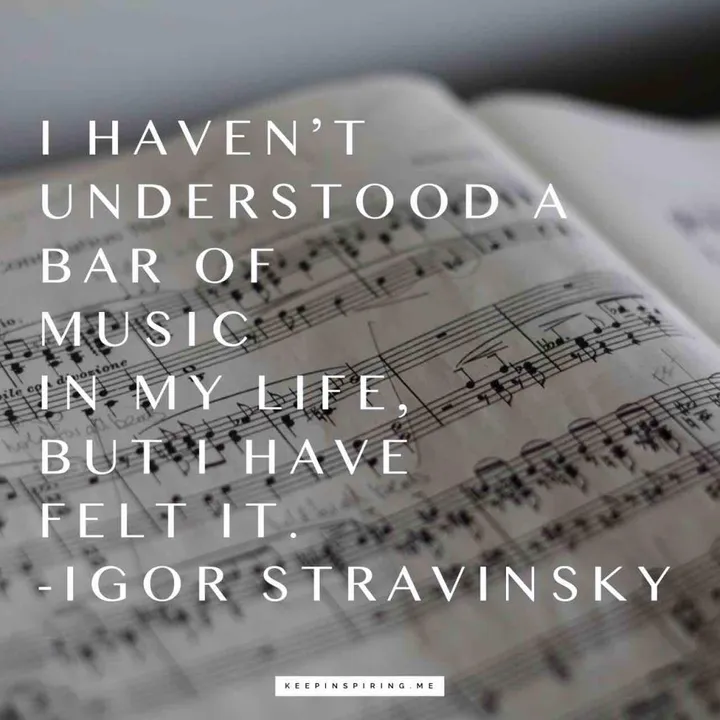 I HAVEN’T
UNDERSTOOD A
BAR OF
MUSIC
IN MY LIFE,
BUT I HAVE
FELT IT.
-IGOR STRAVINSKY
KEEPINSPIRING.ME